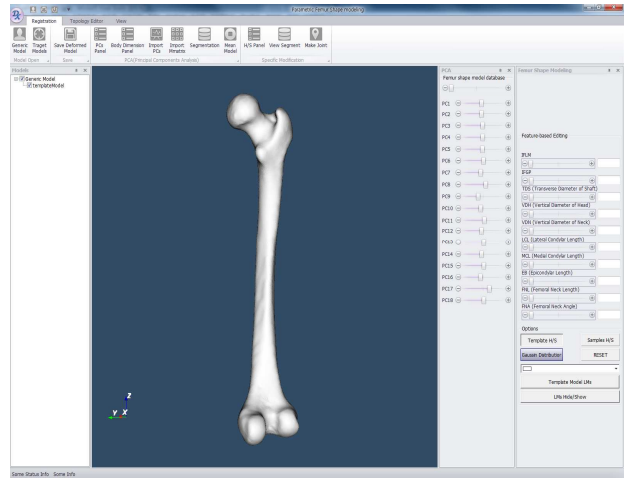 Parametric Femur Shape modeling
Registration Topology Editor View
Generic Model
Traget Models
Save Deformed Model
PCs Panel
Body Dimension Panel
Import PCs
Import Mmatirx
Segmentation
Mean Model
H/S Panel
View Segment
Make Joint
Model Open
Save
PCA(Principal Components Analysis)
Specific Modification
Models
Generic Model
templateModel
Z
Y X
PCA
Femur shape model database
PC1
PC2
PC3
PC4
PC5
PC6
PC7
PC8
PC9
PC10
PC11
PC12
PC14
PC15
PC16
PC17
PC18
Femur Shape Modeling
Feature-based Editing
IFLM
IFGP
TDS (Transverse Diameter of Shaft)
VDH (Vertical Diameter of Head)
VDN (Vertical Diameter of Neck)
LCL (Lateral Condylar Length)
MCL (Medial Condylar Length)
EB (Epicondylar Length)
FNL (Femoral Neck Length)
FNA (Femoral Neck Angle)
Options
Template H/S Samples H/S
Gausian Distribution RESET
Template Model LMs
LMs Hide/Show
Some Status Info Some Info